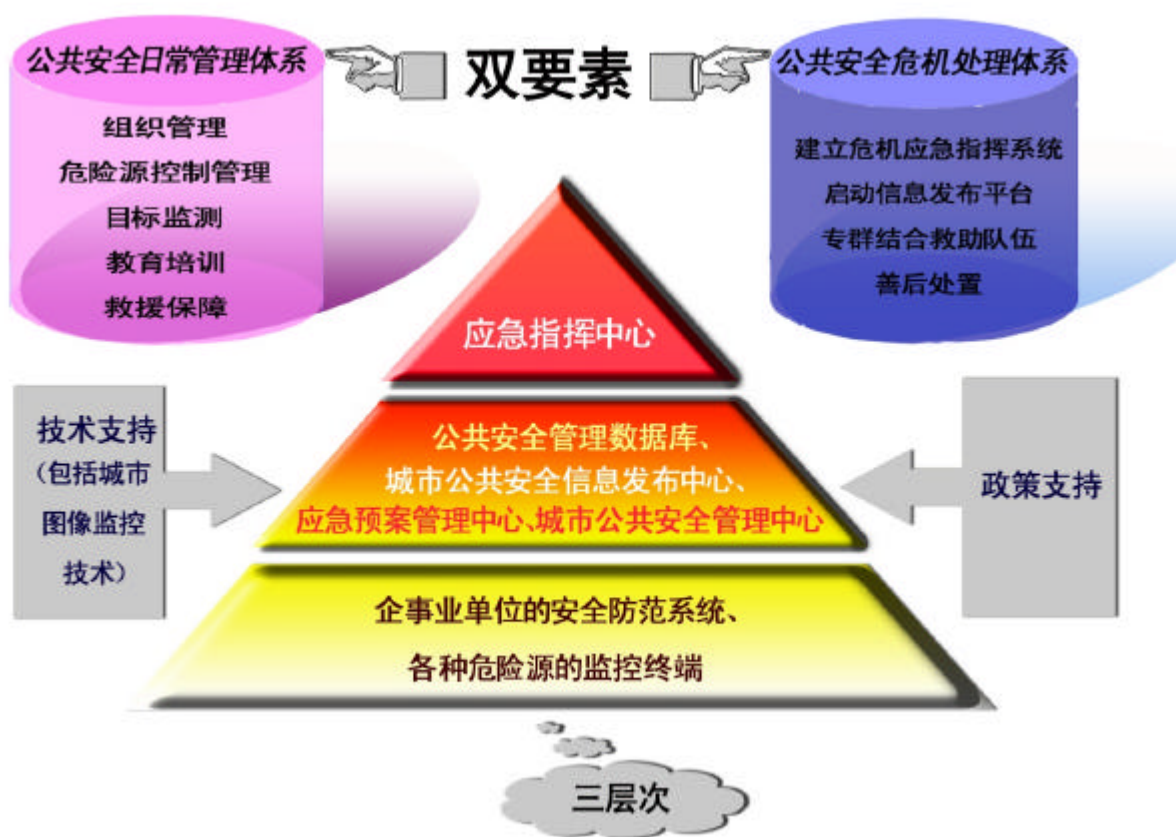 公共安全日常管理体系
双要素
公共安全危机处理体系
组织管理
危险源控制管理
目标监测
教育培训
救援保障
建立危机应急指挥系统
启动信息发布平台
专群结合救助队伍
善后处置
应急指挥中心
技术支持
（包括城市
图像监控
技术）
公共安全管理数据库、
城市公共安全信息发布中心、
应急预案管理中心、城市公共安全管理中心
政策支持
企事业单位的安全防范系统、
各种危险源的监控终端
三层次